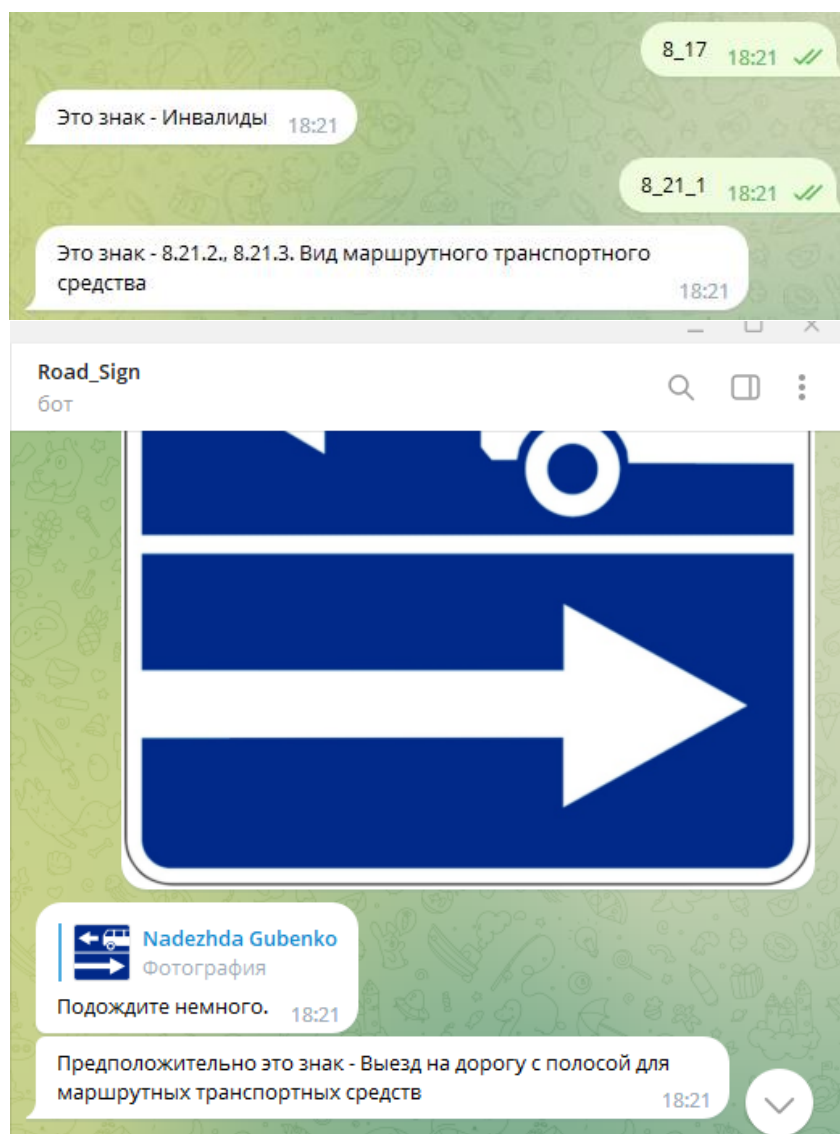 8_17 18:21
Это знак - Инвалиды 18:21
8_21_1 18:21
Это знак - 8.21.2., 8.21.3. Вид маршрутного транспортного
средства
18:21
Road_Sign
бот
Nadezhda Gubenko
Фотография
Подождите немного. 18:21
Предположительно это знак - Выезд на дорогу с полосой для
маршрутных транспортных средств
18:21